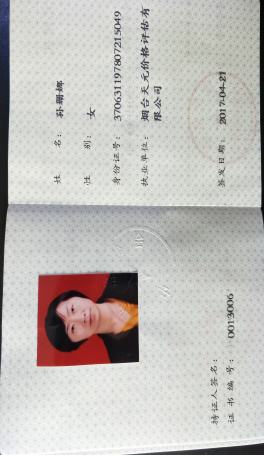 姓 名: 孙珊娜
性 别: 女
身份证号: 370631197807215049
执业单位: 烟台天元价格评估有
限公司
签发日期: 2017-04-21
持证人签名:
证书编号: 0013006